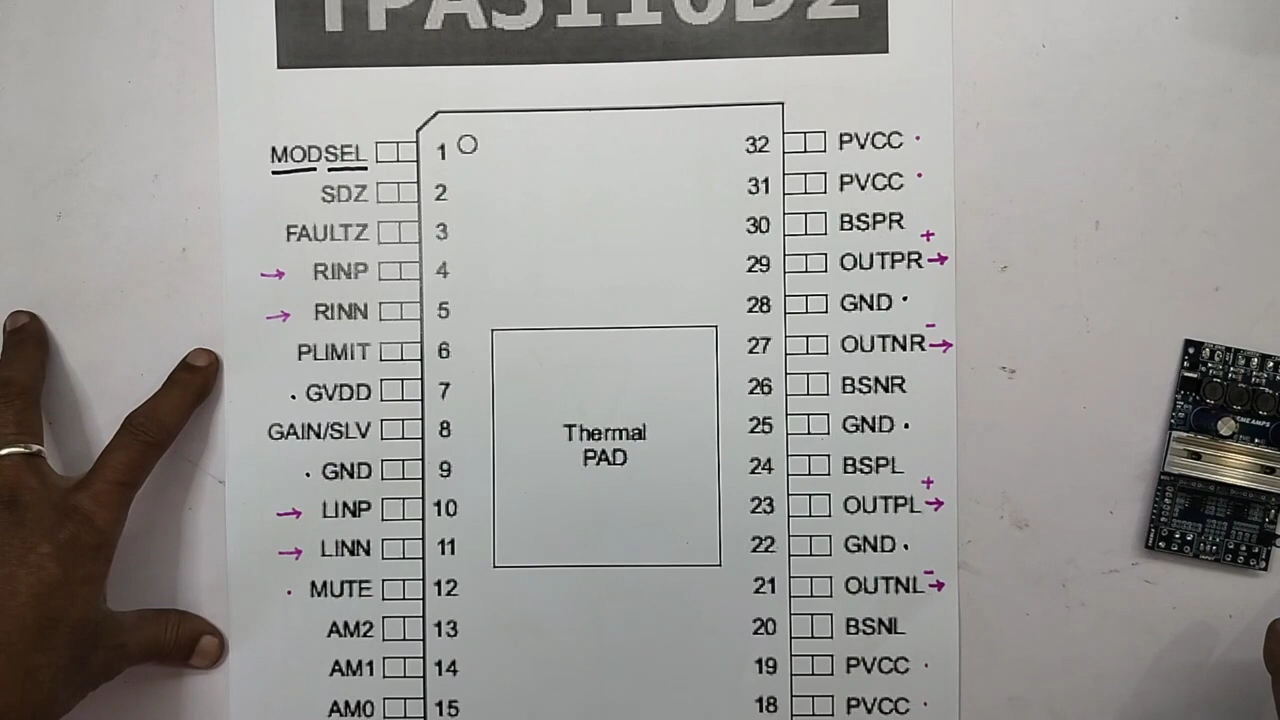 TPA3116D2
MODSEL 1 32 PVCC
SDZ 2 31 PVCC
FAULTZ 3 30 BSPR
RINP 4 29 OUTPR + →
RINN 5 28 GND
PLIMIT 6 27 OUTNR - →
GVDD 7 26 BSNR
GAIN/SLV 8 25 GND
GND 9 24 BSPL
LINP 10 23 OUTPL + →
LINN 11 22 GND
MUTE 12 21 OUTNL - →
AM2 13 20 BSNL
AM1 14 19 PVCC
AM0 15 18 PVCC
Thermal
PAD